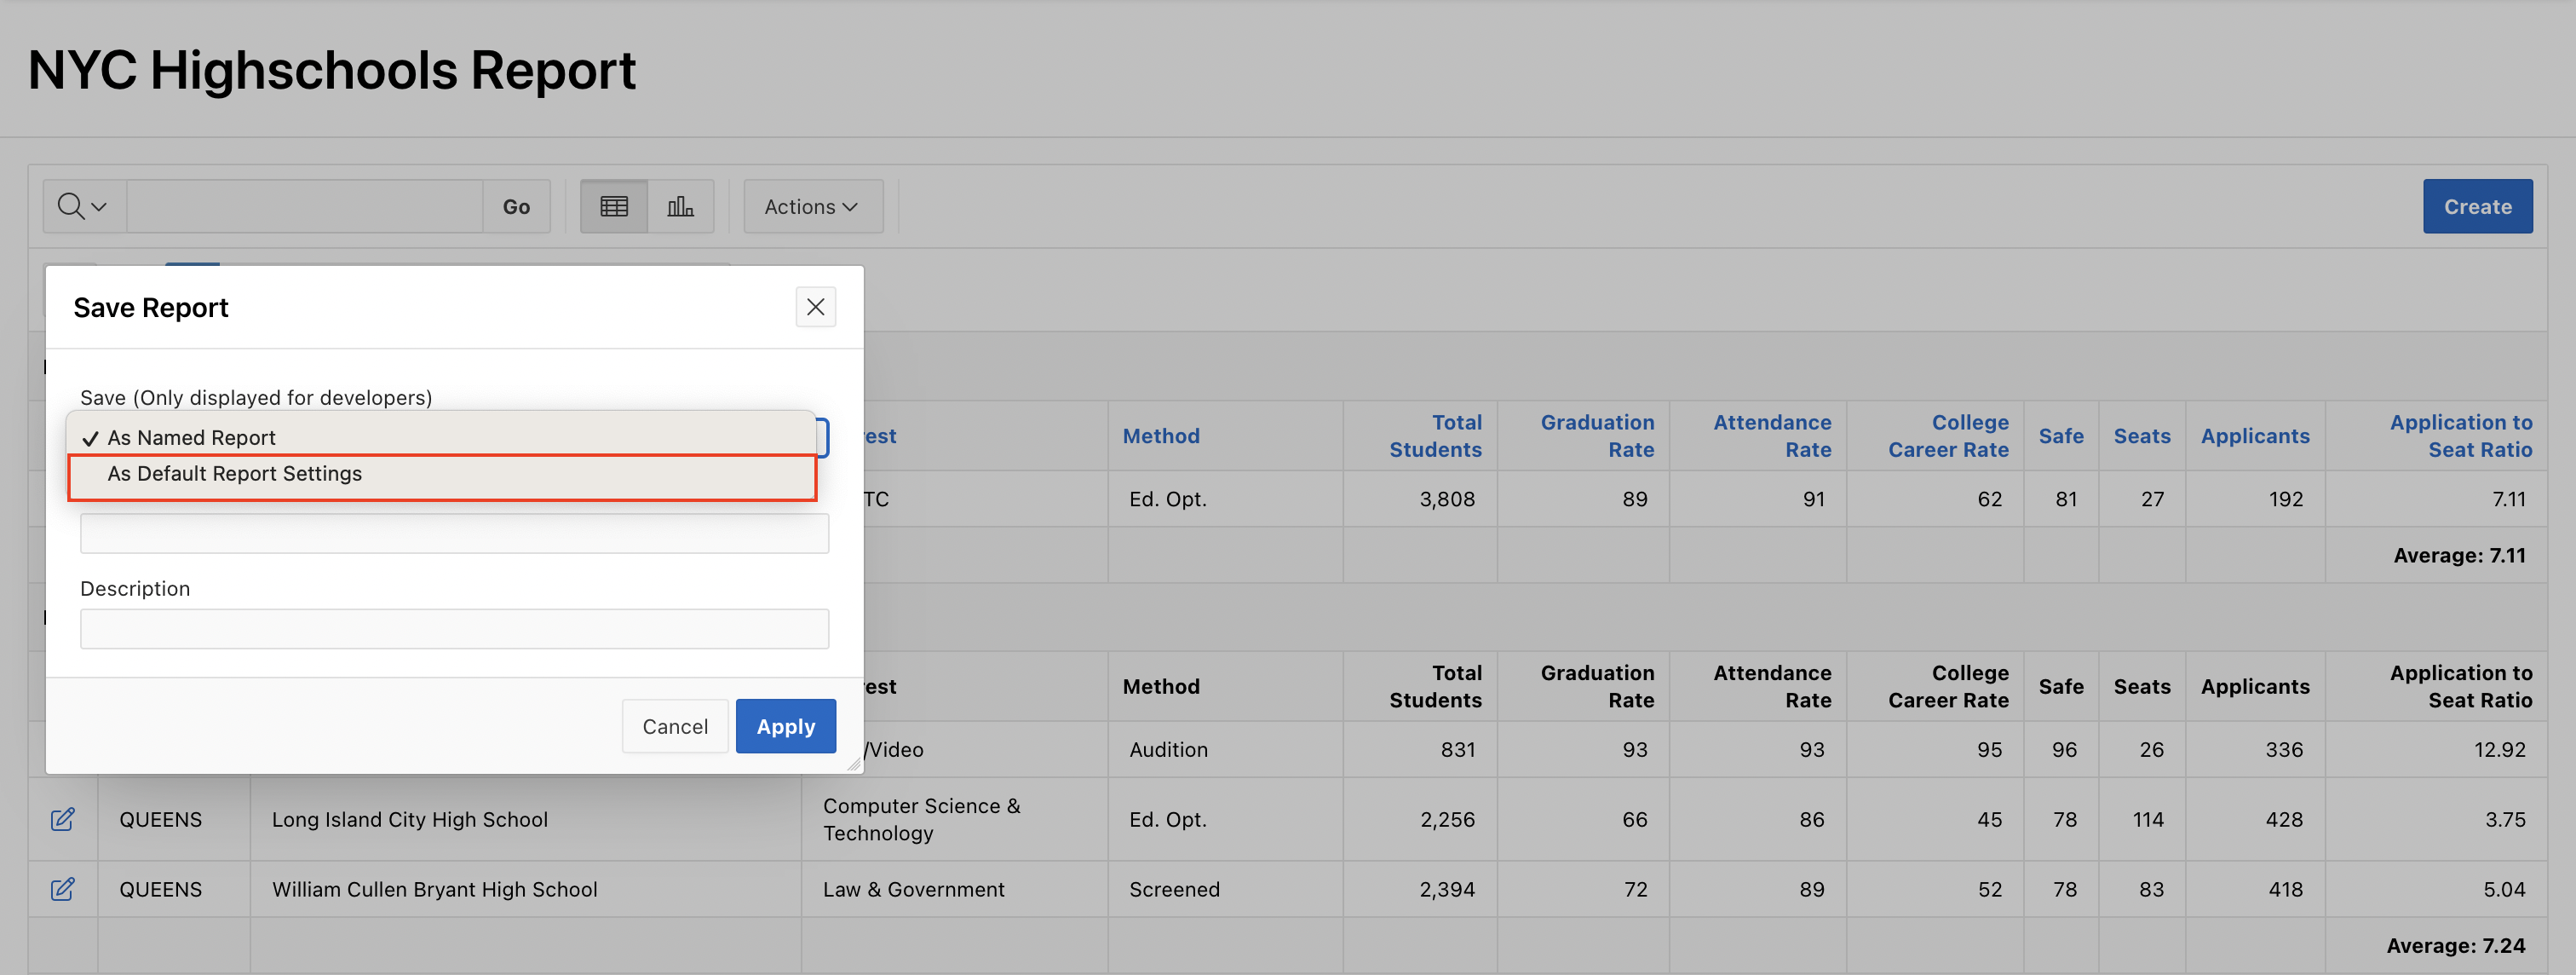 NYC Highschools Report
Go
Actions
Create
Save Report
Save (Only displayed for developers)
✓ As Named Report
As Default Report Settings
Description
Cancel
Apply
Method Total Students Graduation Rate Attendance Rate College Career Rate Safe Seats Applicants Application to Seat Ratio
TC Ed. Opt. 3,808 89 91 62 81 27 192 7.11
Average: 7.11
Method Total Students Graduation Rate Attendance Rate College Career Rate Safe Seats Applicants Application to Seat Ratio
/Video Audition 831 93 93 95 96 26 336 12.92
QUEENS Long Island City High School Computer Science & Technology Ed. Opt. 2,256 66 86 45 78 114 428 3.75
QUEENS William Cullen Bryant High School Law & Government Screened 2,394 72 89 52 78 83 418 5.04
Average: 7.24